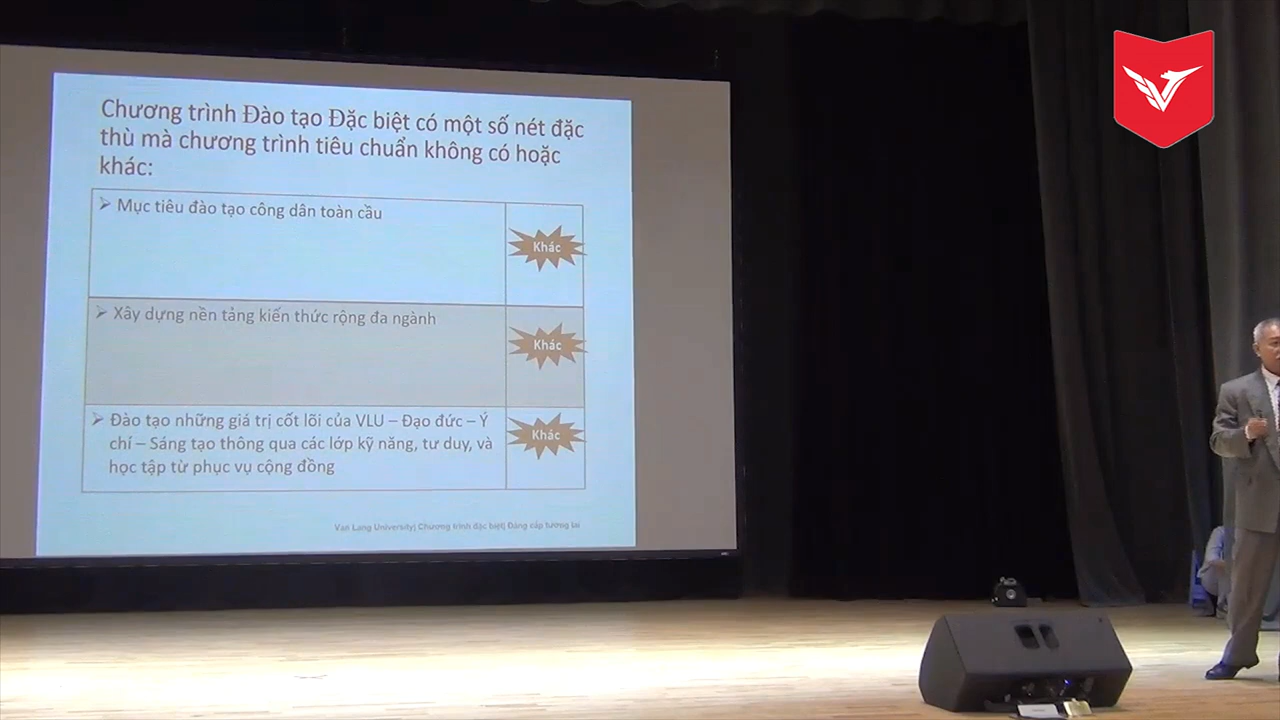 Chương trình Đào tạo Đặc biệt có một số nét đặc
thù mà chương trình tiêu chuẩn không có hoặc
khác:
➢ Mục tiêu đào tạo công dân toàn cầu
Khác
➢ Xây dựng nền tảng kiến thức rộng đa ngành
Khác
➢ Đào tạo những giá trị cốt lõi của VLU – Đạo đức – Ý
chí – Sáng tạo thông qua các lớp kỹ năng, tư duy, và
học tập từ phục vụ cộng đồng
Khác
Van Lang University| Chương trình đặc biệt| Đẳng cấp tương lai